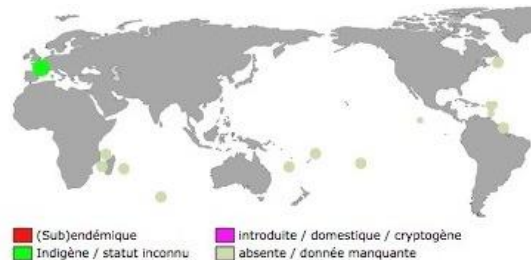 (Sub)endémique
introduite / domestique / cryptogène
Indigène / statut inconnu
absente / donnée manquante